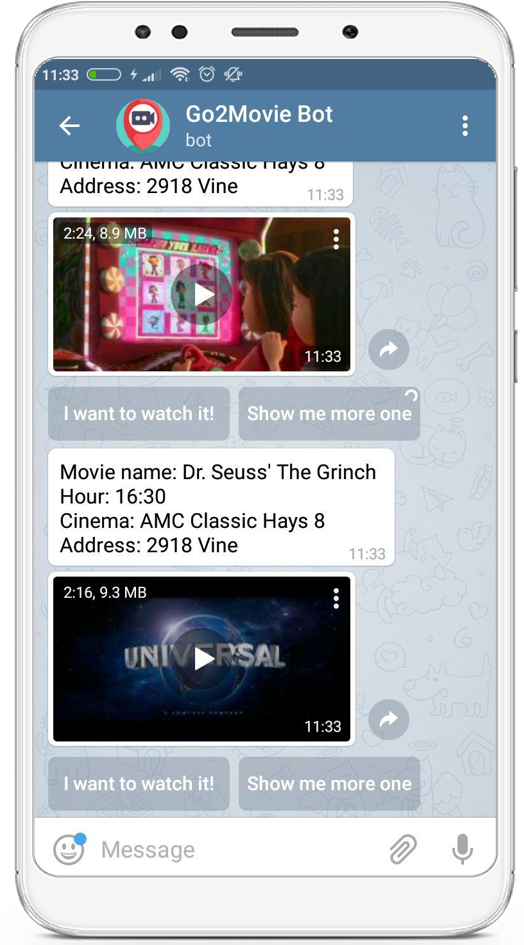 11:33
Go2Movie Bot
bot
Cinema: AMC Classic Hays 8
Address: 2918 Vine
11:33
2:24, 8.9 MB
11:33
I want to watch it!
Show me more one
Movie name: Dr. Seuss' The Grinch
Hour: 16:30
Cinema: AMC Classic Hays 8
Address: 2918 Vine
11:33
2:16, 9.3 MB
UNIVERSAL
A COMCAST COMPANY
11:33
I want to watch it!
Show me more one
Message